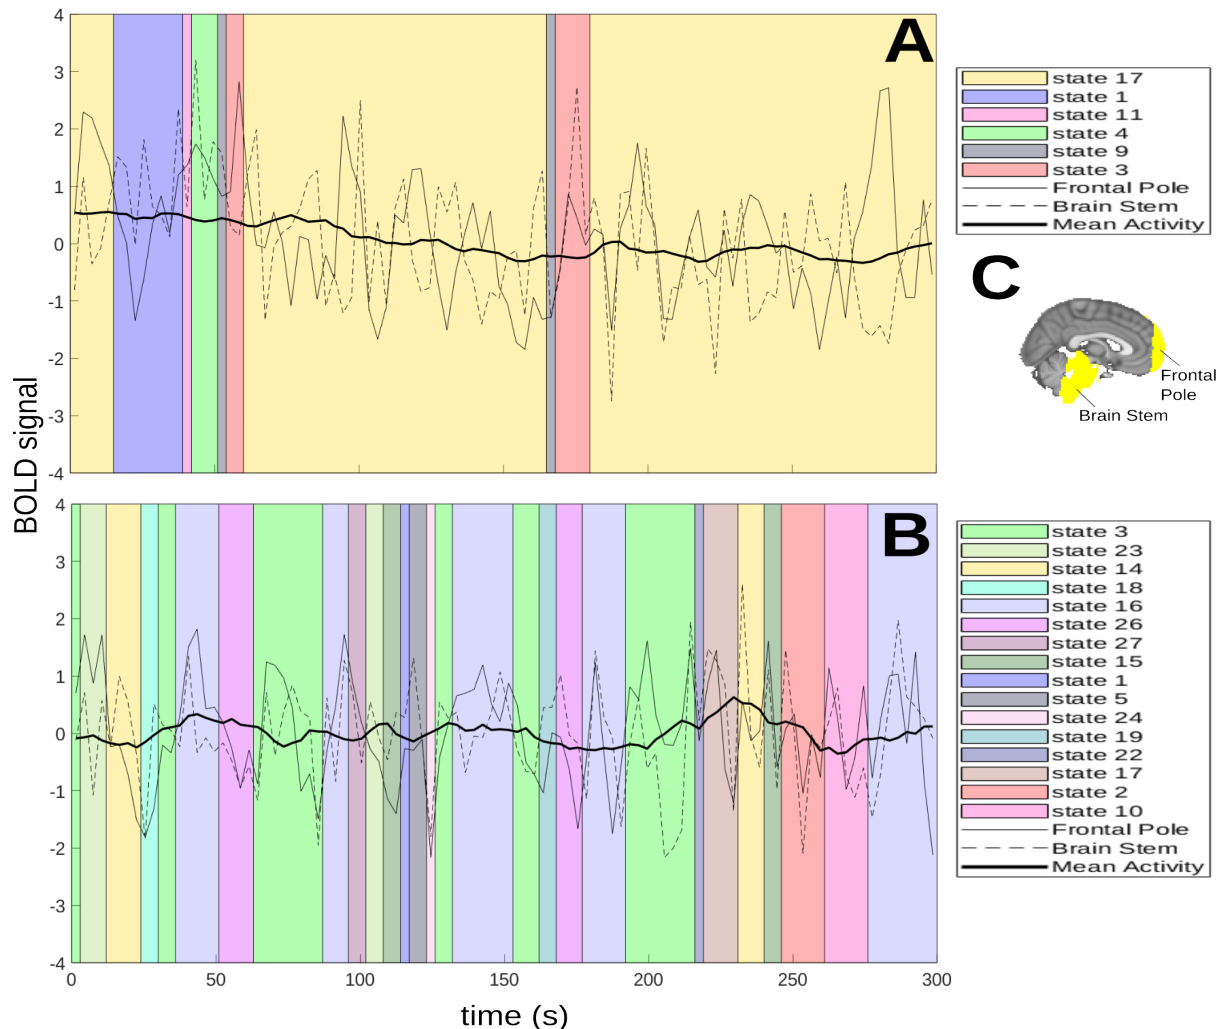 A
4
3
2
1
0
-1
-2
-3
-4
state 17
state 1
state 11
state 4
state 9
state 3
Frontal Pole
Brain Stem
Mean Activity
C
Frontal
Pole
Brain Stem
BOLD signal
B
4
3
2
1
0
-1
-2
-3
-4
0
50
100
150
200
250
300
time (s)
state 3
state 23
state 14
state 18
state 16
state 26
state 27
state 15
state 1
state 5
state 24
state 19
state 22
state 17
state 2
state 10
Frontal Pole
Brain Stem
Mean Activity